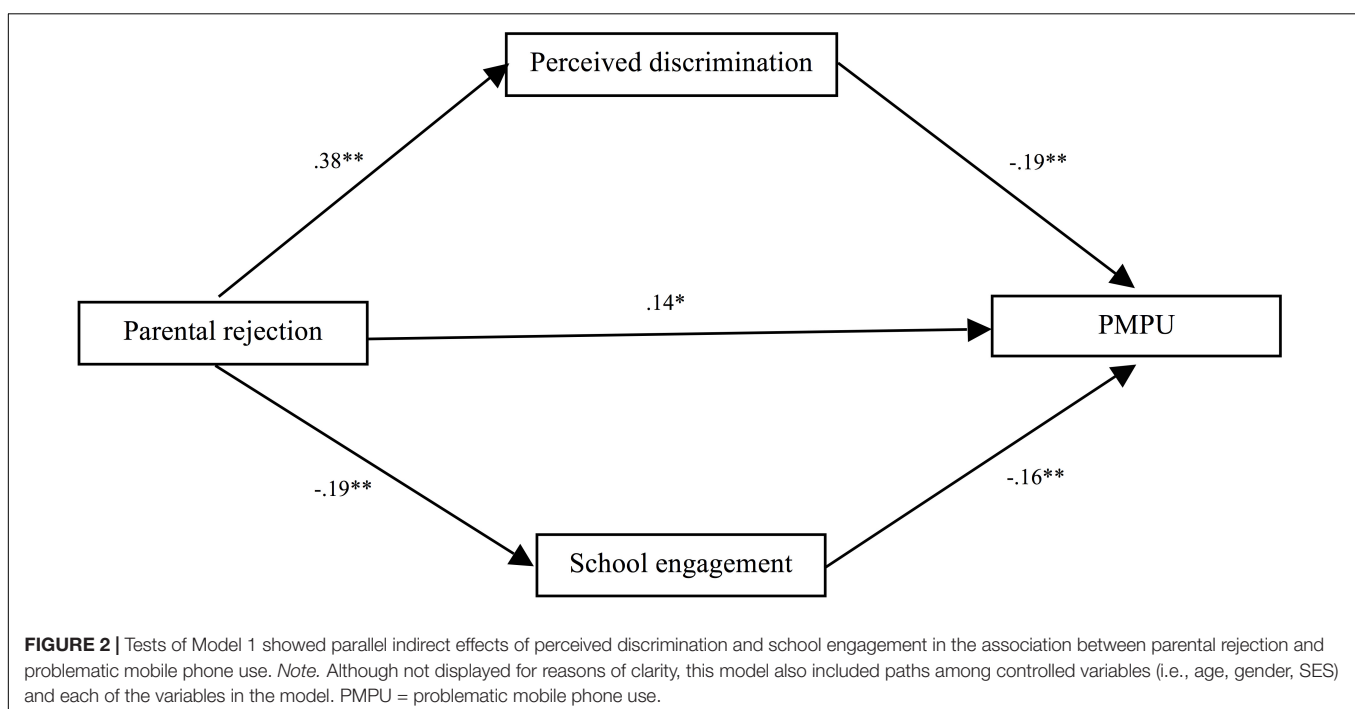 Perceived discrimination
.38**
-.19**
Parental rejection
.14*
PMPU
-.19**
-.16**
School engagement
FIGURE 2 | Tests of Model 1 showed parallel indirect effects of perceived discrimination and school engagement in the association between parental rejection and
problematic mobile phone use. Note. Although not displayed for reasons of clarity, this model also included paths among controlled variables (i.e., age, gender, SES)
and each of the variables in the model. PMPU = problematic mobile phone use.